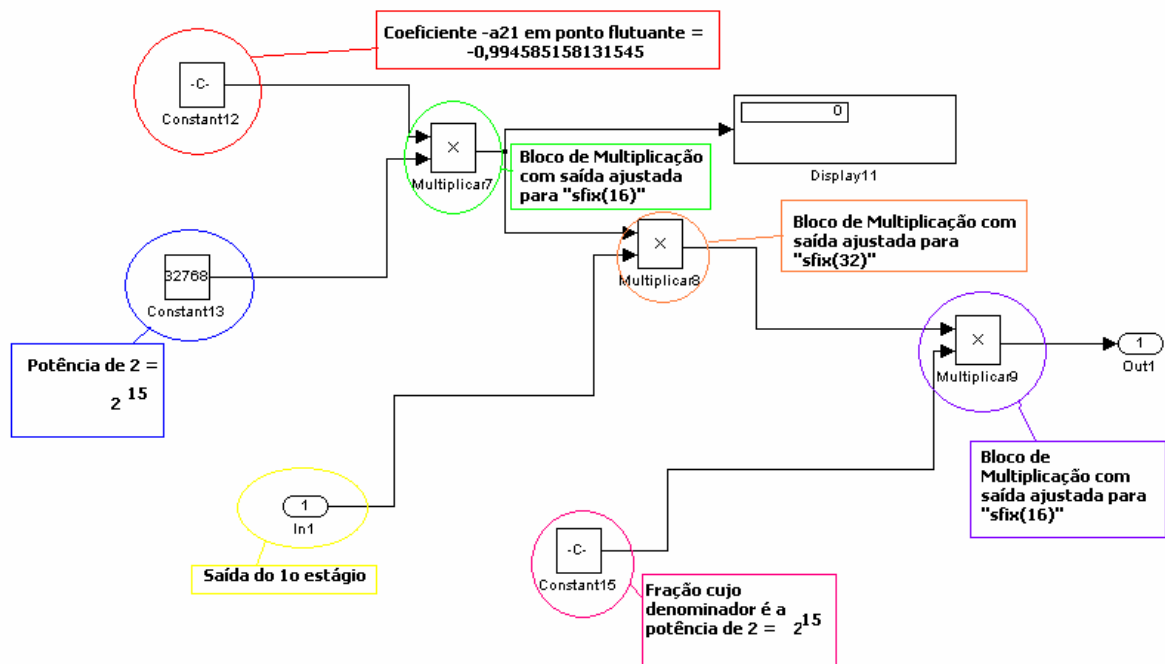 Coeficiente -a21 em ponto flutuante =
-0,994585158131545
-C-
Constant12
×
Multiplicar7
0
Display11
Bloco de Multiplicação
com saída ajustada
para "sfix(16)"
×
Multiplicar8
Bloco de Multiplicação com
saída ajustada para
"sfix(32)"
32768
Constant13
Potência de 2 =
2 15
×
Multiplicar9
1
Out1
Bloco de
Multiplicação com
saída ajustada para
"sfix(16)"
1
In1
Saída do 1o estágio
-C-
Constant15
Fração cujo
denominador é a
potência de 2 = 2 15